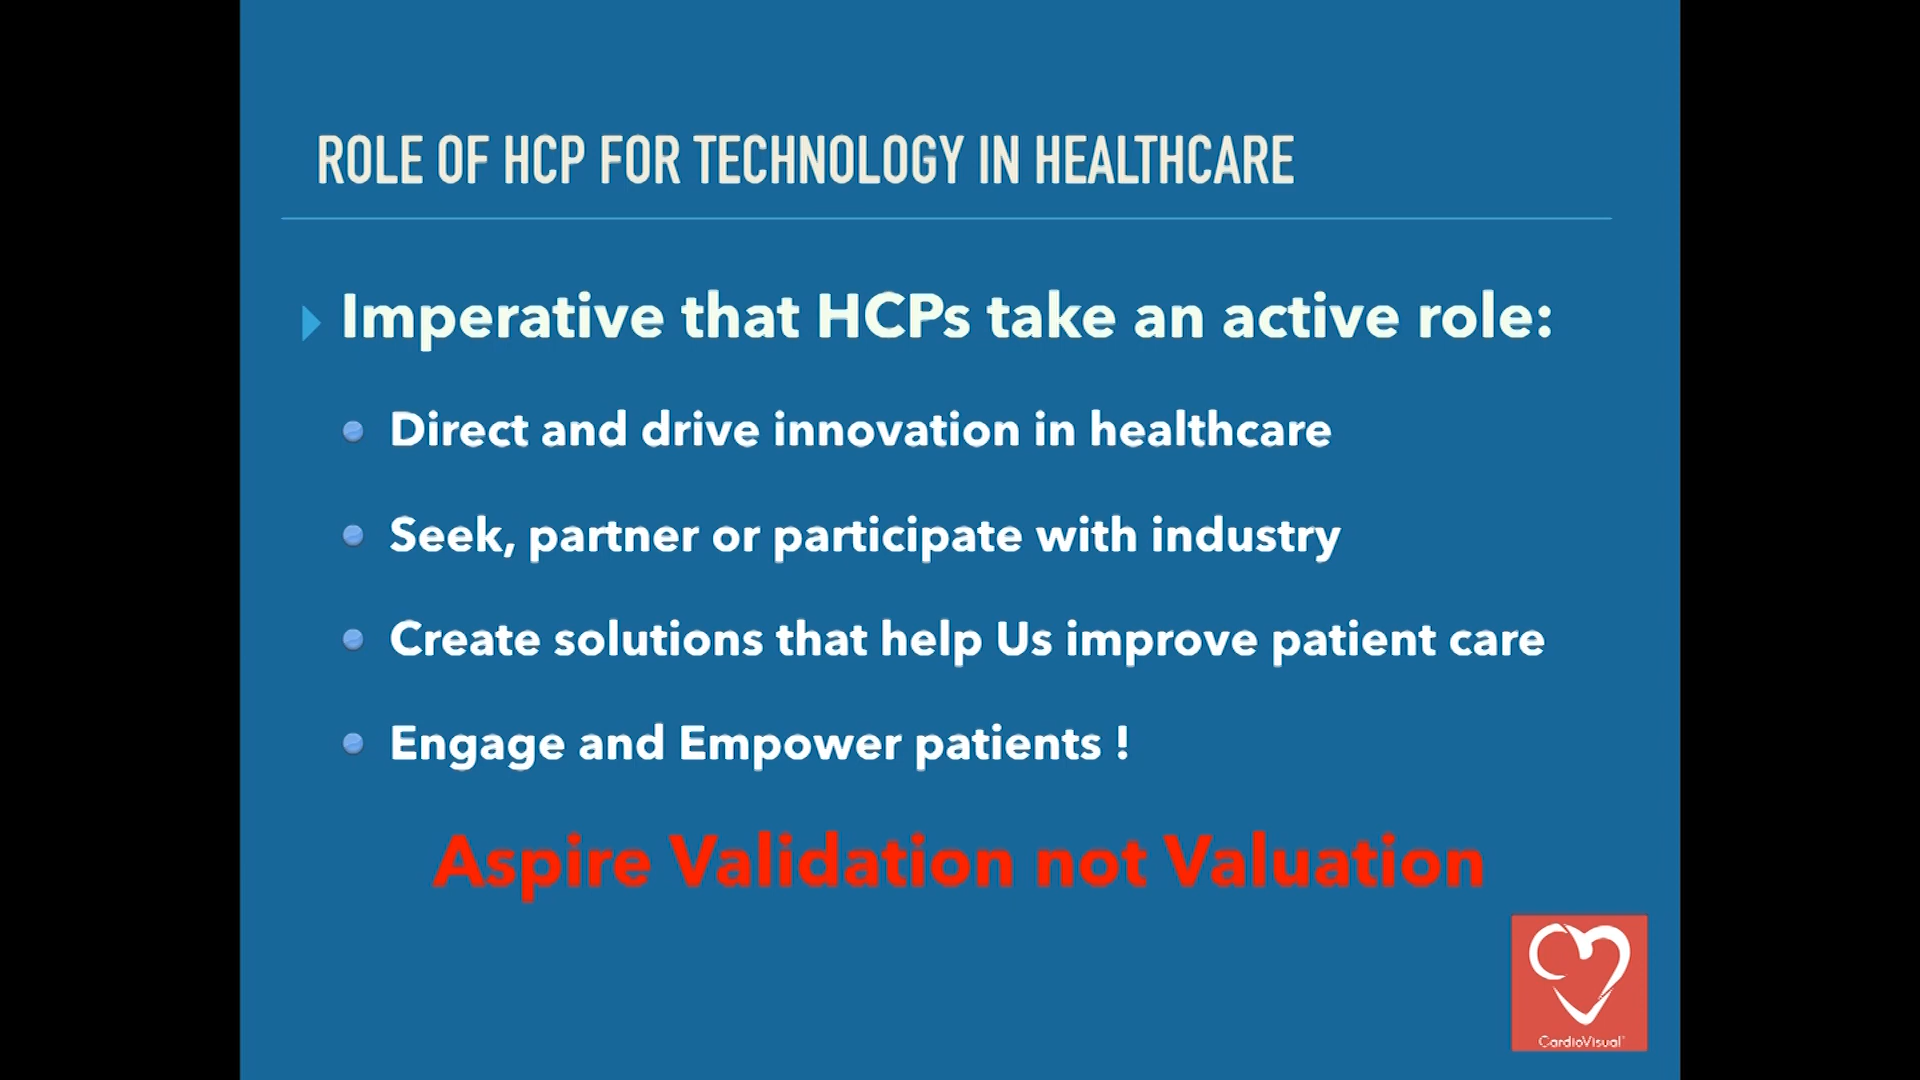 ROLE OF HCP FOR TECHNOLOGY IN HEALTHCARE
Imperative that HCPs take an active role:
Direct and drive innovation in healthcare
Seek, partner or participate with industry
Create solutions that help Us improve patient care
Engage and Empower patients !
Aspire Validation not Valuation
CardioVisual